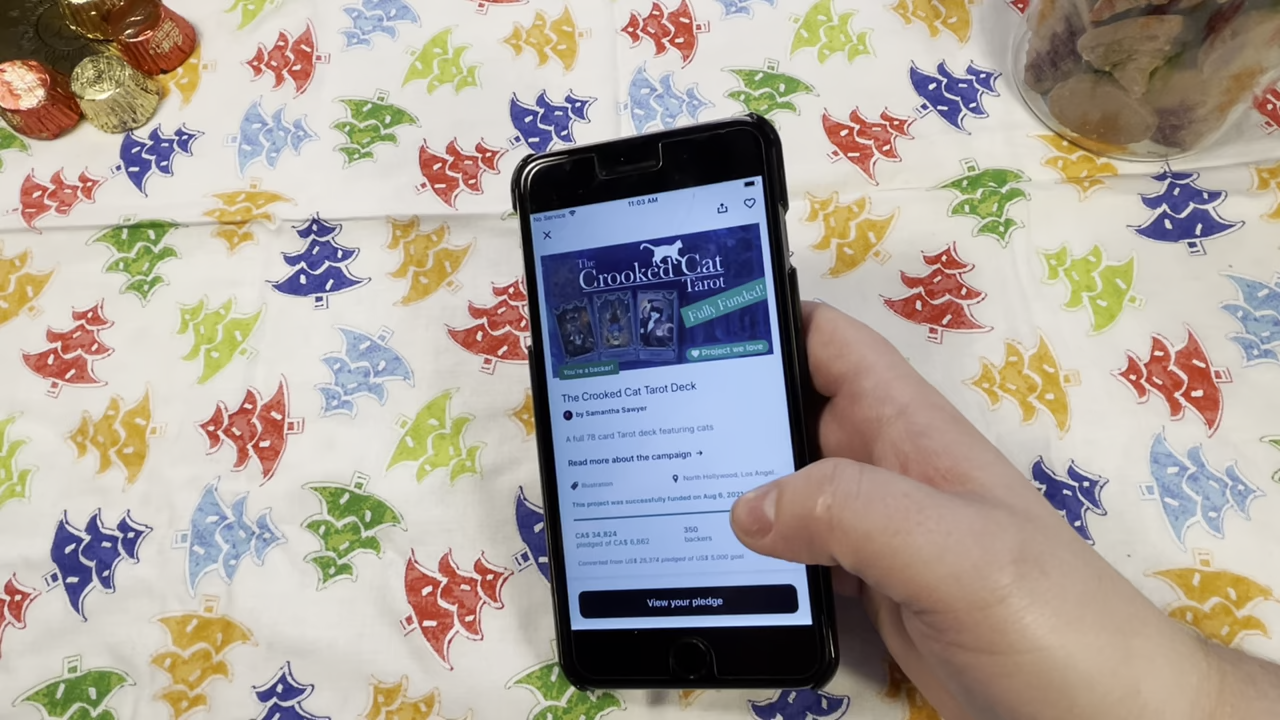 No Service
11:03 AM
The
Crooked Cat
Tarot
Fully Funded!
Project we love
You're a backer!
The Crooked Cat Tarot Deck
by Samantha Sawyer
A full 78 card Tarot deck featuring cats
Read more about the campaign →
Illustration
North Hollywood, Los Angel...
This project was successfully funded on Aug 6, 2021
CA$ 34,824
pledged of CA$ 6,862
350
backers
Converted from US$ 25,374 pledged of US$ 5,000 goal
View your pledge